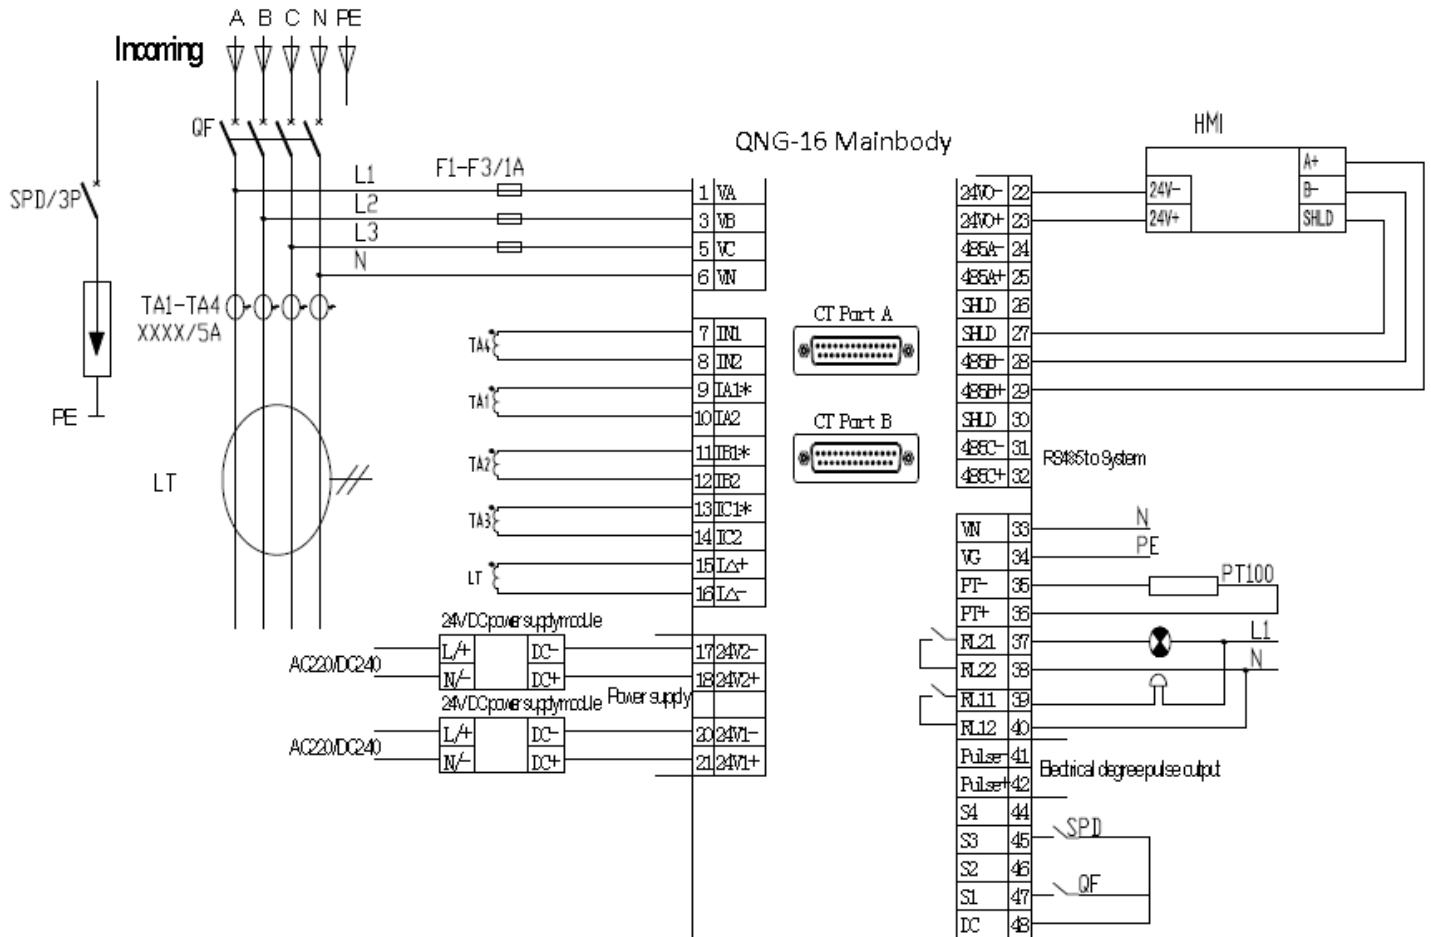 A B C N PE
Incoming
QF
SPD/3P
PE
TA1-TA4
XXXX/5A
LT
L1
L2
L3
N
F1-F3/1A
QNG-16 Mainbody
1 VA
3 VB
5 VC
6 VN
TA4
7 IN1
8 IN2
TA1
9 IA1*
10 IA2
TA2
11 IB1*
12 IB2
TA3
13 IC1*
14 IC2
LT
15 I△+
16 I△-
24V DC power supply module
AC220/DC240
L/+ DC-
N/- DC+
17 24V2-
18 24V2+
Power supply
24V DC power supply module
AC220/DC240
L/+ DC-
N/- DC+
20 24V1-
21 24V1+
CT Part A
CT Part B
24VO- 22
24VO+ 23
485A- 24
485A+ 25
SHLD 26
SHLD 27
485B- 28
485B+ 29
SHLD 30
485C- 31
485C+ 32
RS485 to System
HMI
24V-
24V+
A+
B-
SHLD
VN 33 N
VG 34 PE
PT- 35 PT100
PT+ 36
RL21 37 L1
RL22 38 N
RL11 39
RL12 40
Pulse- 41
Pulse+ 42
Electrical degree pulse output
S4 44
S3 45 SPD
S2 46
S1 47 QF
DC 48